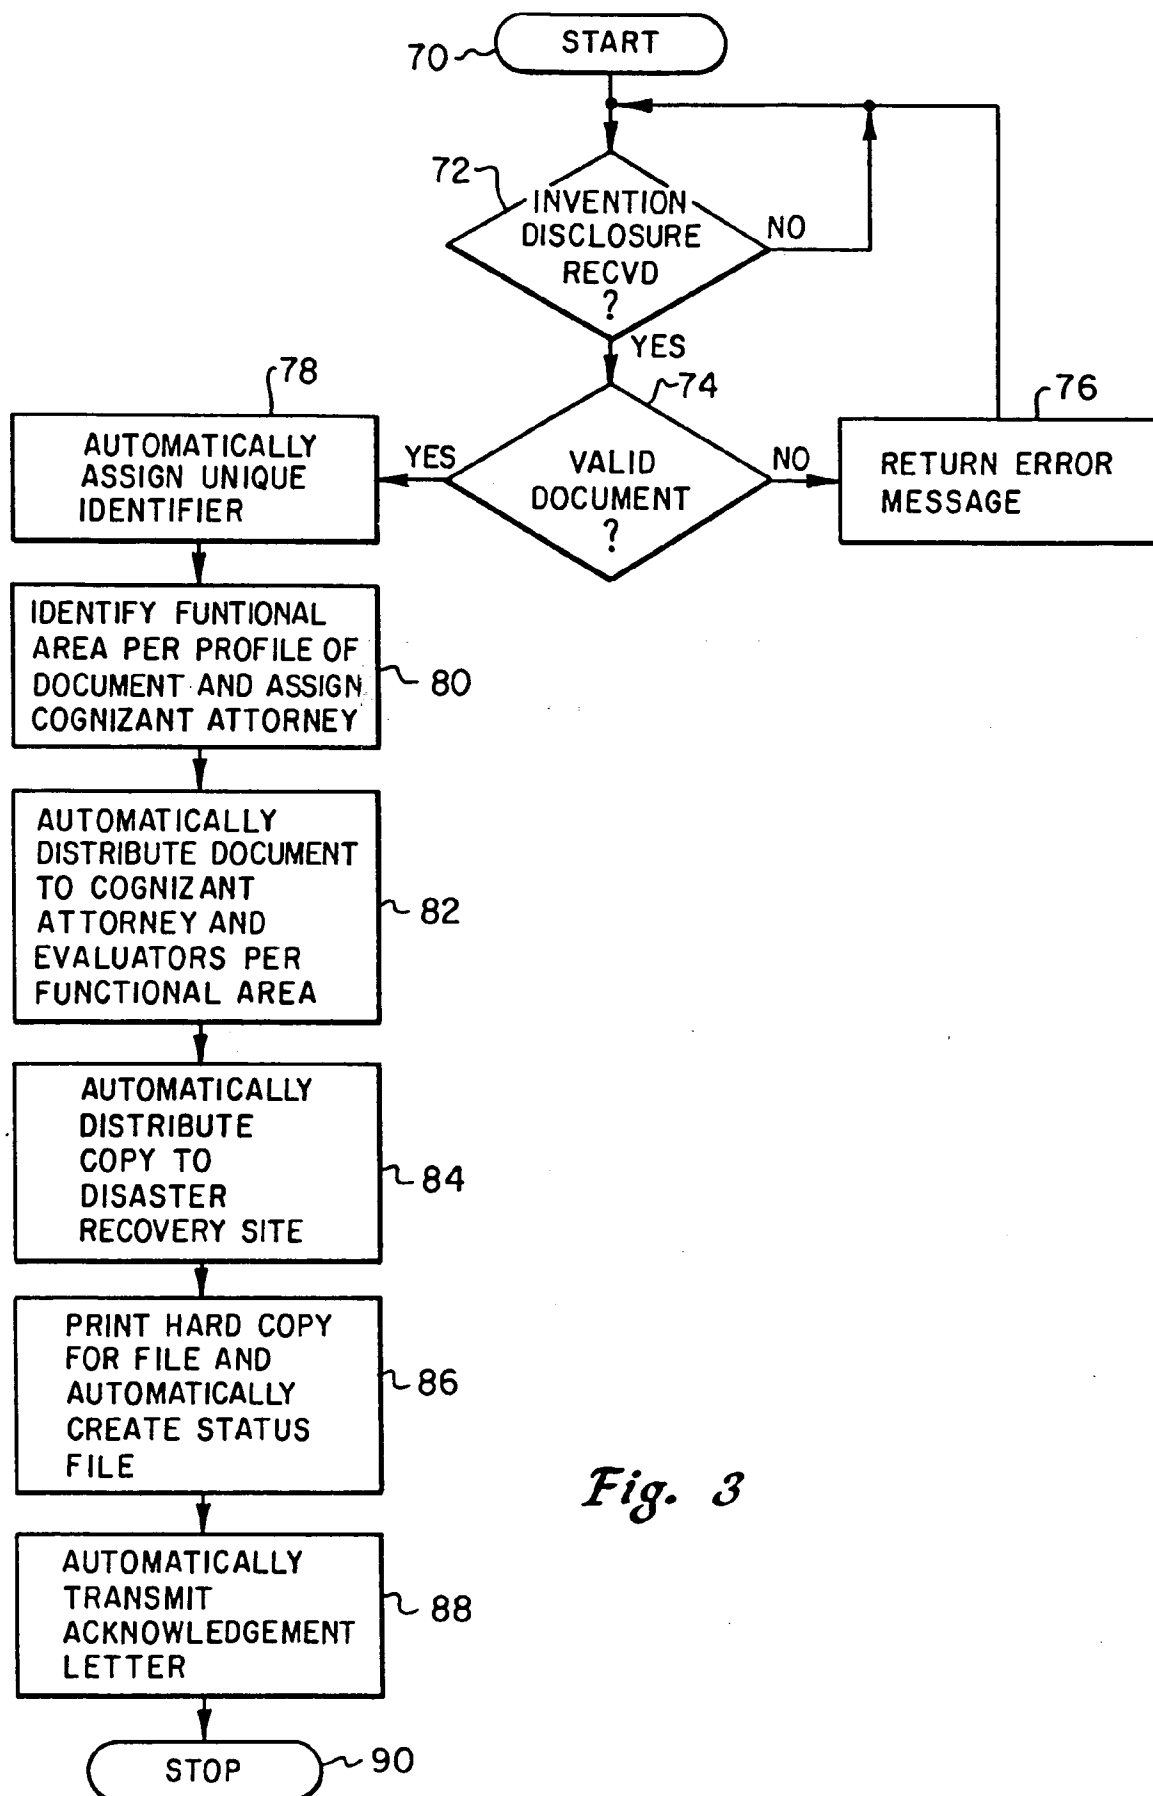 START
70
72
INVENTION
DISCLOSURE
RECVD
?
NO
YES
74
VALID
DOCUMENT
?
NO
76
RETURN ERROR
MESSAGE
YES
78
AUTOMATICALLY
ASSIGN UNIQUE
IDENTIFIER
IDENTIFY FUNTIONAL
AREA PER PROFILE OF
DOCUMENT AND ASSIGN
COGNIZANT ATTORNEY
80
AUTOMATICALLY
DISTRIBUTE DOCUMENT
TO COGNIZANT
ATTORNEY AND
EVALUATORS PER
FUNCTIONAL AREA
82
AUTOMATICALLY
DISTRIBUTE
COPY TO
DISASTER
RECOVERY SITE
84
PRINT HARD COPY
FOR FILE AND
AUTOMATICALLY
CREATE STATUS
FILE
86
AUTOMATICALLY
TRANSMIT
ACKNOWLEDGEMENT
LETTER
88
STOP
90
Fig. 3